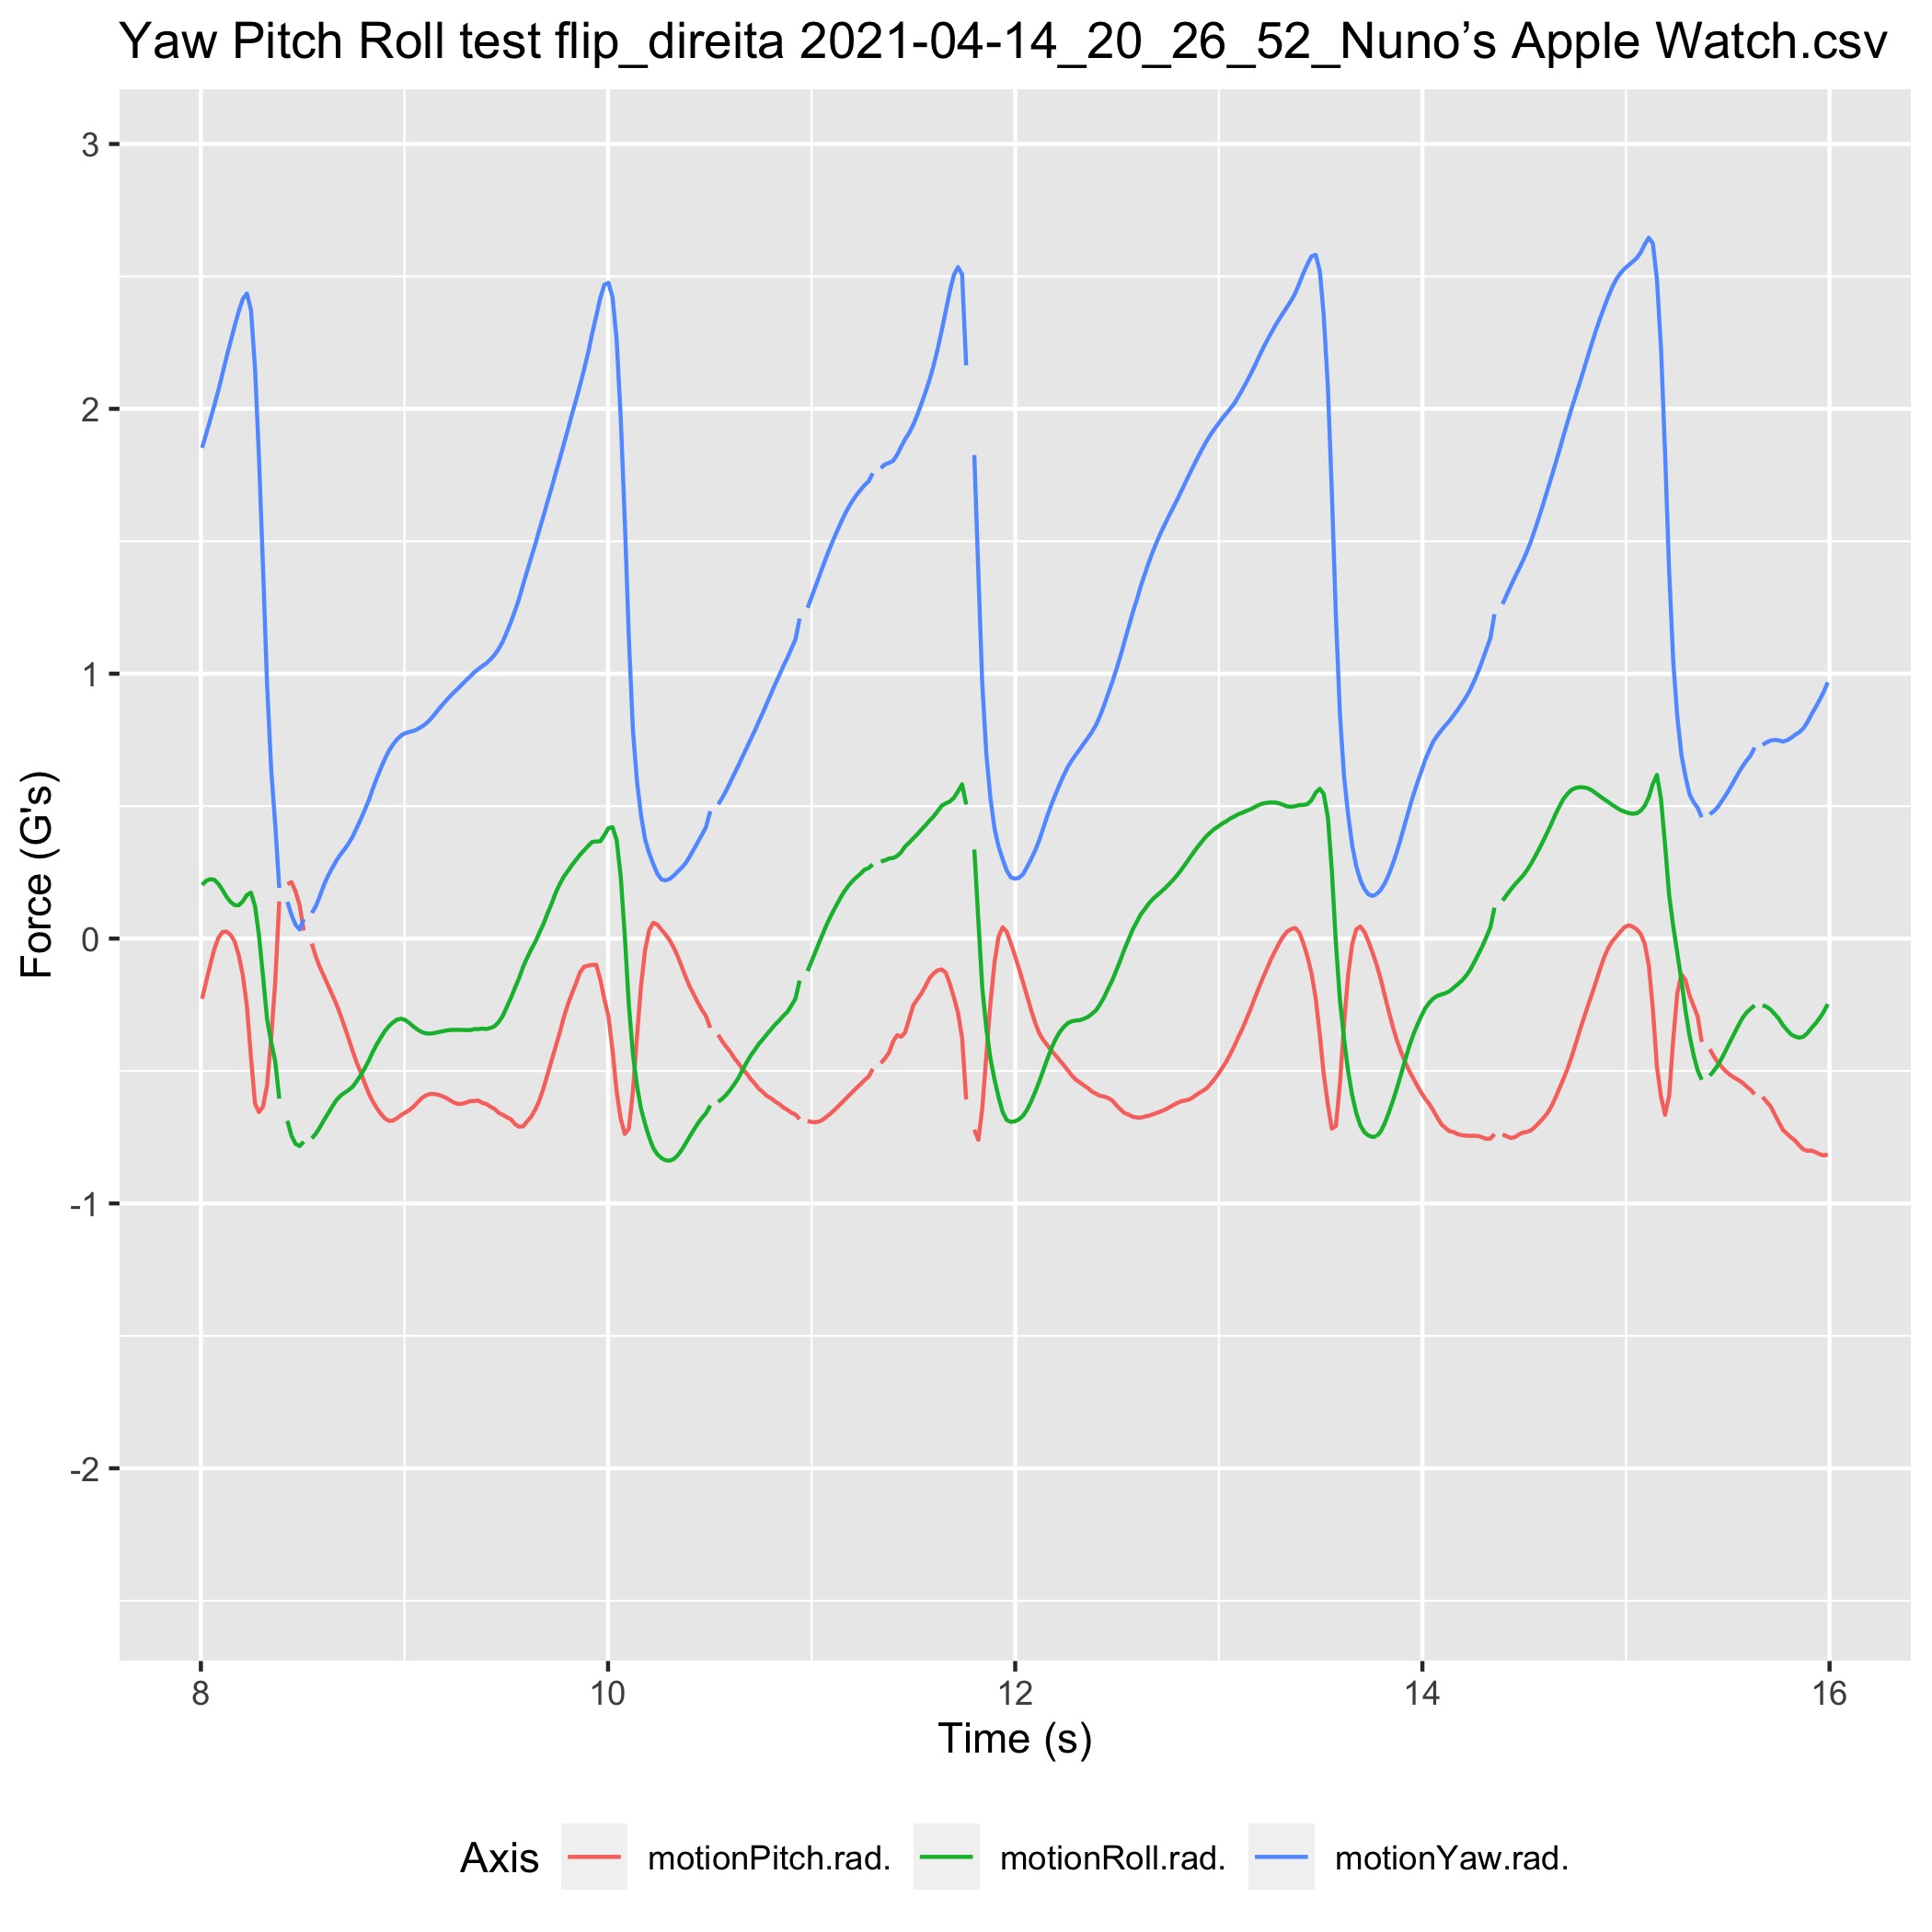 Yaw Pitch Roll test flip_direita 2021-04-14_20_26_52_Nuno’s Apple Watch.csv
3
2
1
0
-1
-2
Force (G's)
8 10 12 14 16
Time (s)
Axis motionPitch.rad. motionRoll.rad. motionYaw.rad.